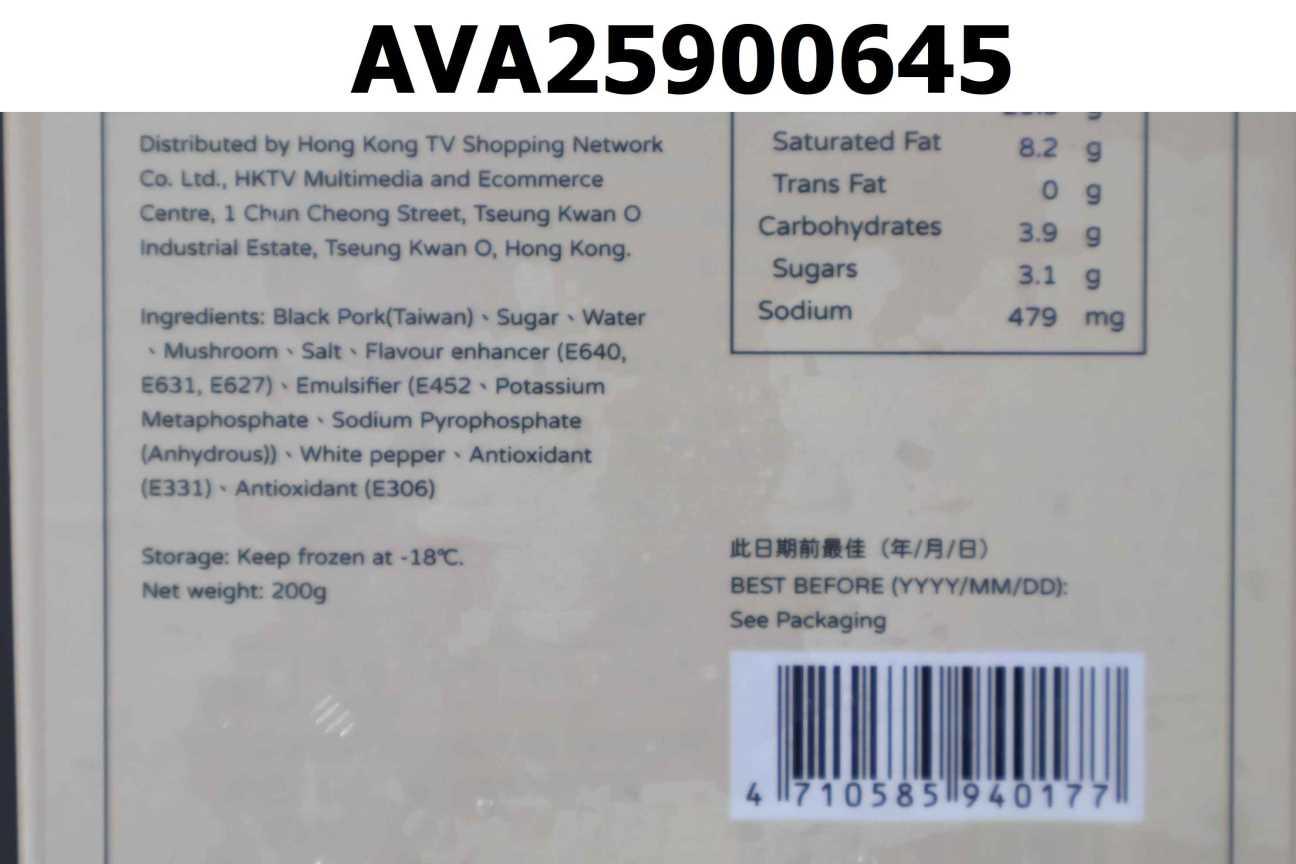 AVA25900645
Distributed by Hong Kong TV Shopping Network
Co. Ltd., HKTV Multimedia and Ecommerce
Centre, 1 Chun Cheong Street, Tseung Kwan O
Industrial Estate, Tseung Kwan O, Hong Kong.
Ingredients: Black Pork(Taiwan)、Sugar、Water
、Mushroom、Salt、Flavour enhancer (E640,
E631, E627)、Emulsifier (E452、Potassium
Metaphosphate、Sodium Pyrophosphate
(Anhydrous))、White pepper、Antioxidant
(E331)、Antioxidant (E306)
Storage: Keep frozen at -18℃.
Net weight: 200g
Saturated Fat 8.2 g
Trans Fat 0 g
Carbohydrates 3.9 g
Sugars 3.1 g
Sodium 479 mg
此日期前最佳（年/月/日）
BEST BEFORE (YYYY/MM/DD):
See Packaging
4 710585 940177